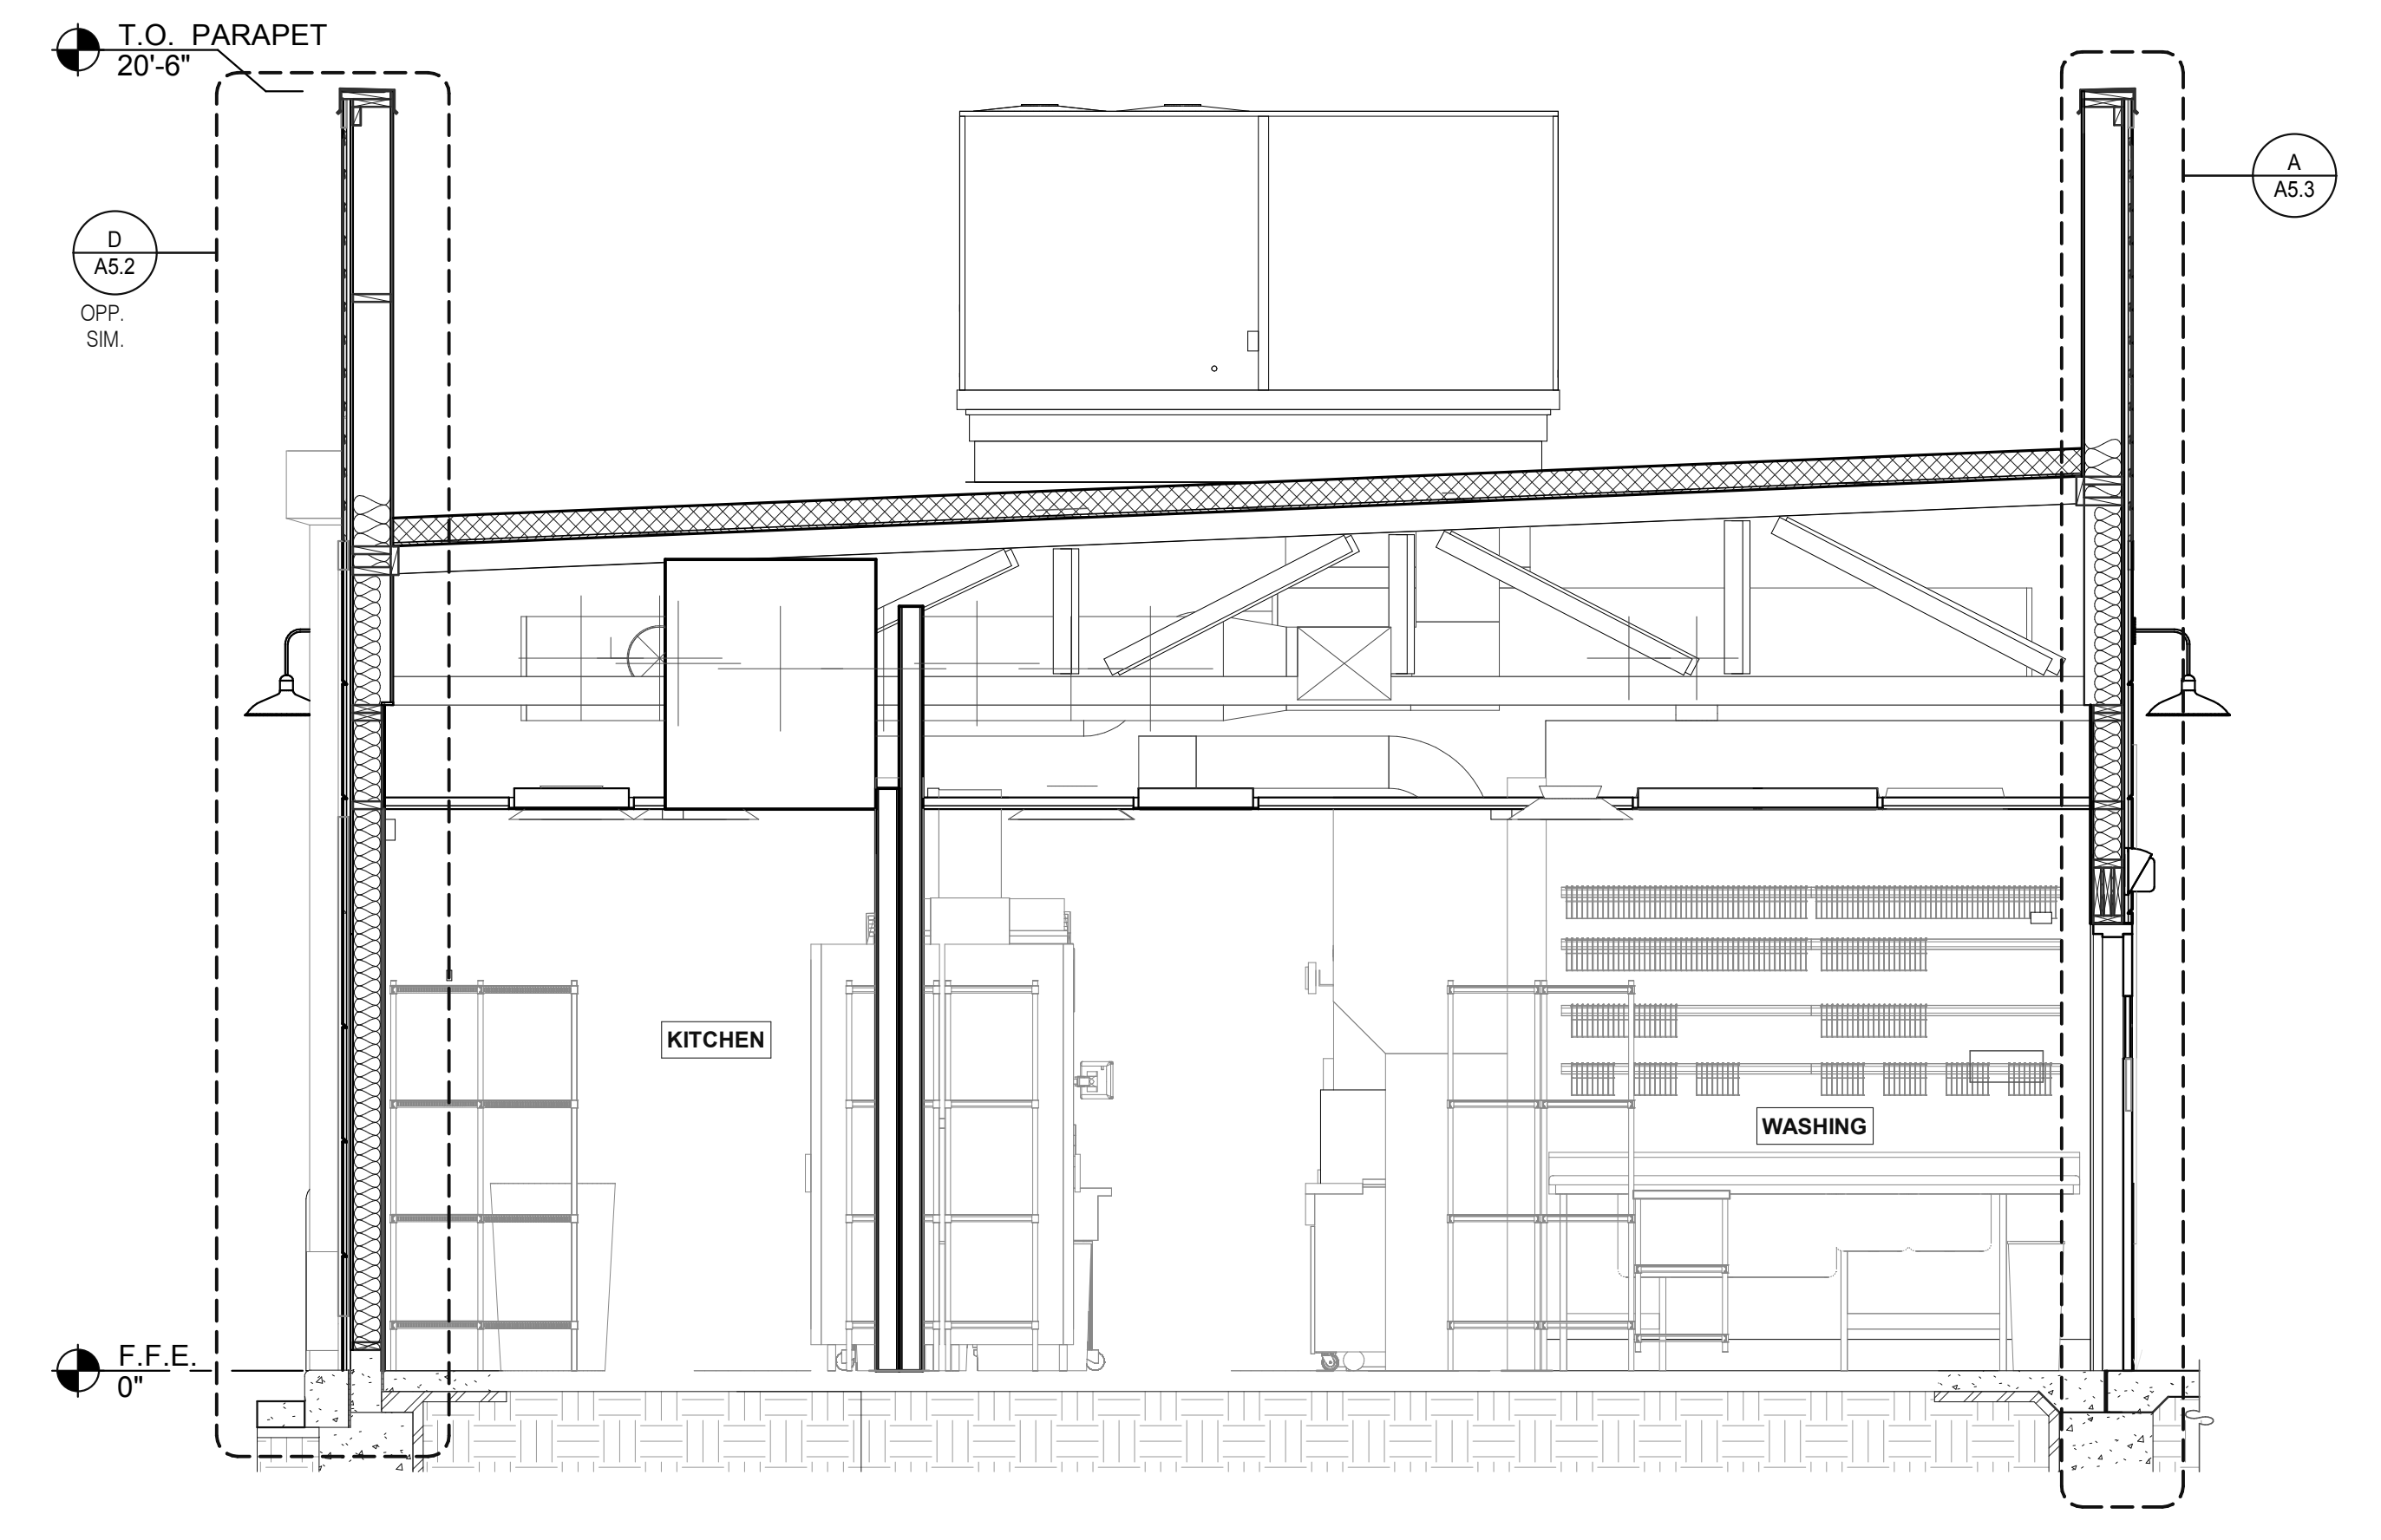 T.O. PARAPET
20'-6"
A
A5.3
D
A5.2
OPP.
SIM.
KITCHEN
WASHING
F.F.E.
0"